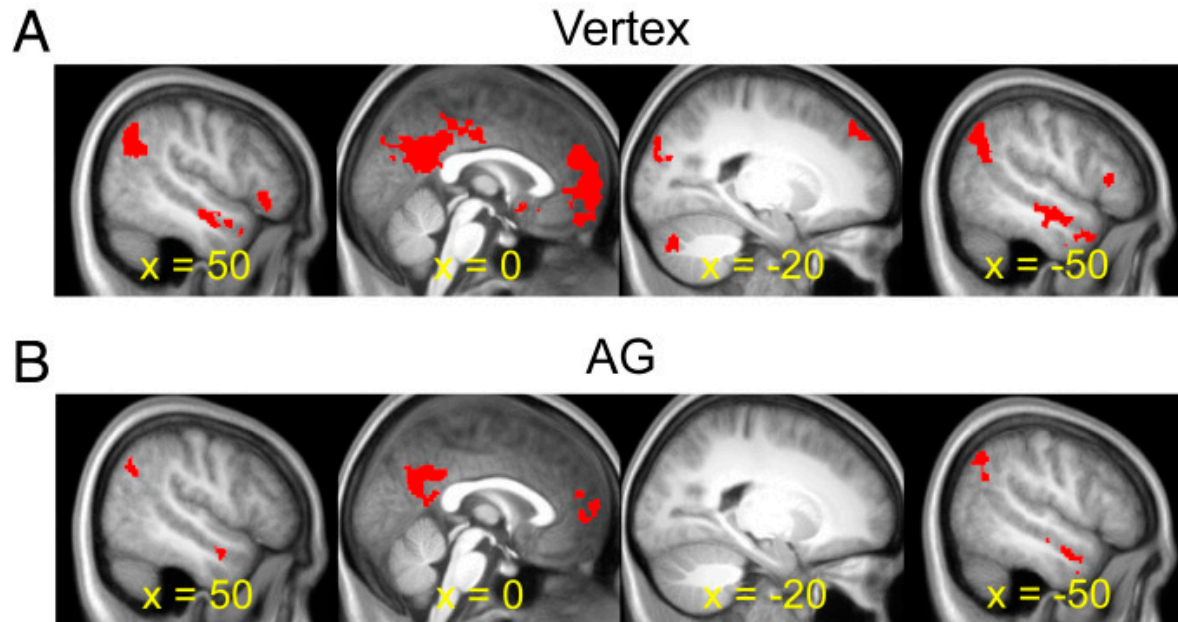 A
Vertex
x = 50
x = 0
x = -20
x = -50
B
AG
x = 50
x = 0
x = -20
x = -50